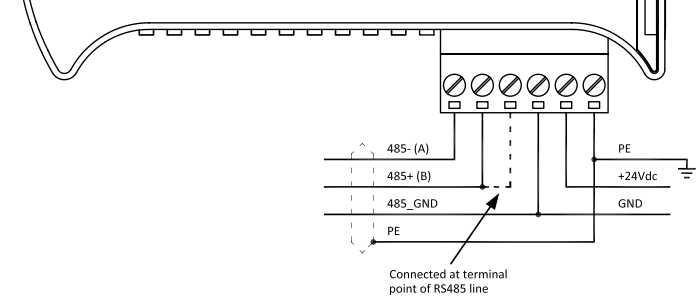 485- (A)
PE
485+ (B)
+24Vdc
485_GND
GND
PE
Connected at terminal
point of RS485 line